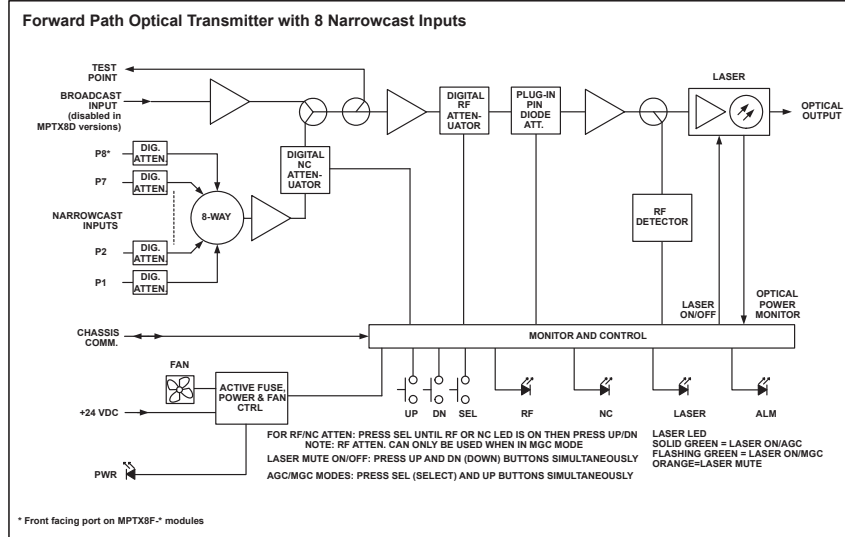 Forward Path Optical Transmitter with 8 Narrowcast Inputs
TEST
POINT
BROADCAST
INPUT
(disabled in
MPTX8D versions)
DIGITAL
RF
ATTEN-
UATOR
PLUG-IN
PIN
DIODE
ATT.
LASER
OPTICAL
OUTPUT
P8*
DIG.
ATTEN.
P7
DIG.
ATTEN.
NARROWCAST
INPUTS
8-WAY
DIGITAL
NC
ATTEN-
UATOR
P2
DIG.
ATTEN.
P1
DIG.
ATTEN.
RF
DETECTOR
LASER
ON/OFF
OPTICAL
POWER
MONITOR
CHASSIS
COMM.
MONITOR AND CONTROL
FAN
ACTIVE FUSE,
POWER & FAN
CTRL
+24 VDC
UP
DN
SEL
RF
NC
LASER
ALM
PWR
FOR RF/NC ATTEN: PRESS SEL UNTIL RF OR NC LED IS ON THEN PRESS UP/DN
NOTE: RF ATTEN. CAN ONLY BE USED WHEN IN MGC MODE
LASER MUTE ON/OFF: PRESS UP AND DN (DOWN) BUTTONS SIMULTANEOUSLY
AGC/MGC MODES: PRESS SEL (SELECT) AND UP BUTTONS SIMULTANEOUSLY
LASER LED
SOLID GREEN = LASER ON/AGC
FLASHING GREEN = LASER ON/MGC
ORANGE=LASER MUTE
* Front facing port on MPTX8F-* modules